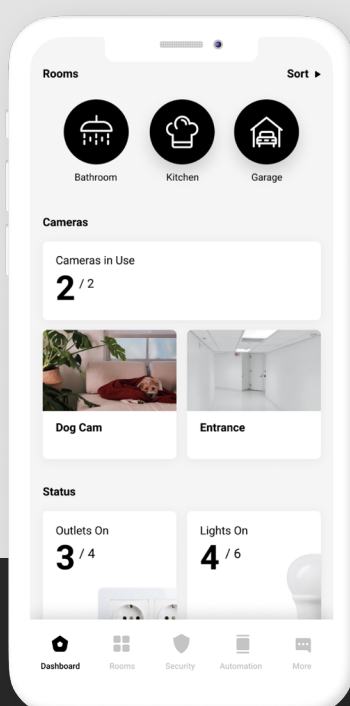 Rooms
Sort
Bathroom
Kitchen
Garage
Cameras
Cameras in Use
2 / 2
Dog Cam
Entrance
Status
Outlets On
3 / 4
Lights On
4 / 6
Dashboard
Rooms
Security
Automation
More